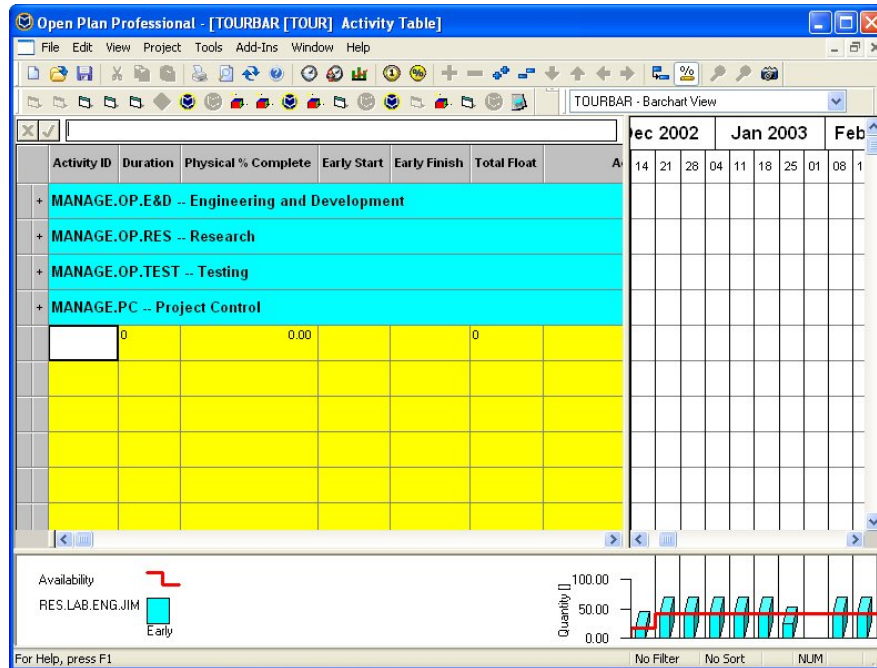 Open Plan Professional - [TOURBAR [TOUR] Activity Table]
File Edit View Project Tools Add-Ins Window Help
TOURBAR - Barchart View
Dec 2002 Jan 2003 Feb
Activity ID Duration Physical % Complete Early Start Early Finish Total Float
14 21 28 04 11 18 25 01 08 1
+ MANAGE.OP.E&D -- Engineering and Development
+ MANAGE.OP.RES -- Research
+ MANAGE.OP.TEST -- Testing
+ MANAGE.PC -- Project Control
0 0.00 0
Availability
RES.LAB.ENG.JIM
Early
Quantity []
100.00
50.00
0.00
For Help, press F1
No Filter No Sort NUM